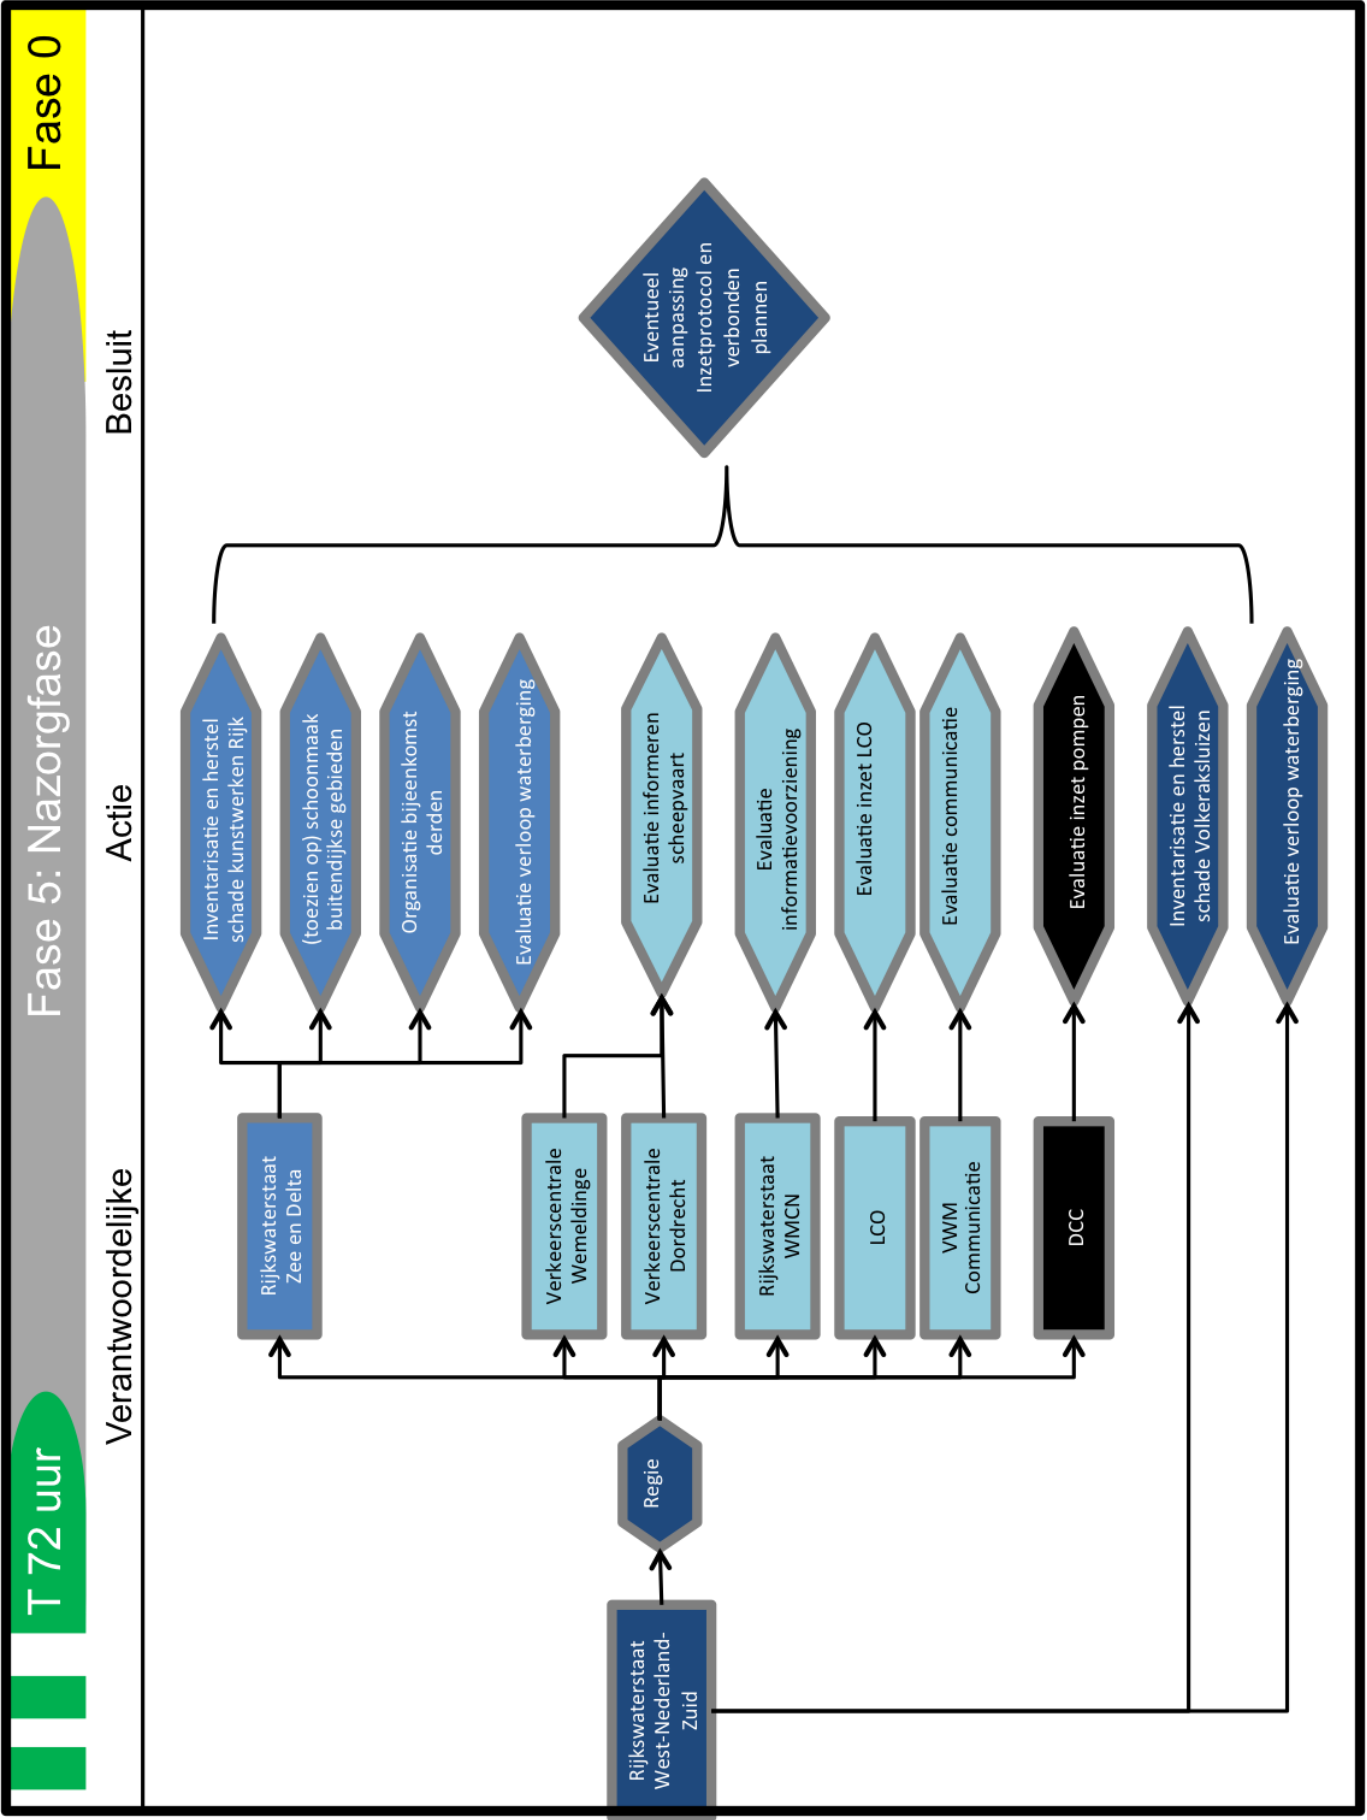 T 72 uur
Fase 5: Nazorgfase
Fase 0
Verantwoordelijke
Actie
Besluit
Rijkswaterstaat
West-Nederland-
Zuid
Regie
Rijkswaterstaat
Zee en Delta
Verkeerscentrale
Wemeldinge
Verkeerscentrale
Dordrecht
Rijkswaterstaat
WMCN
LCO
VWM
Communicatie
DCC
Inventarisatie en herstel
schade kunstwerken Rijk
(toezien op) schoonmaak
buitendijkse gebieden
Organisatie bijeenkomst
derden
Evaluatie verloop waterberging
Evaluatie informeren
scheepvaart
Evaluatie
informatievoorziening
Evaluatie inzet LCO
Evaluatie communicatie
Evaluatie inzet pompen
Inventarisatie en herstel
schade Volkeraksluizen
Evaluatie verloop waterberging
Eventueel
aanpassing
Inzetprotocol en
verbonden
plannen